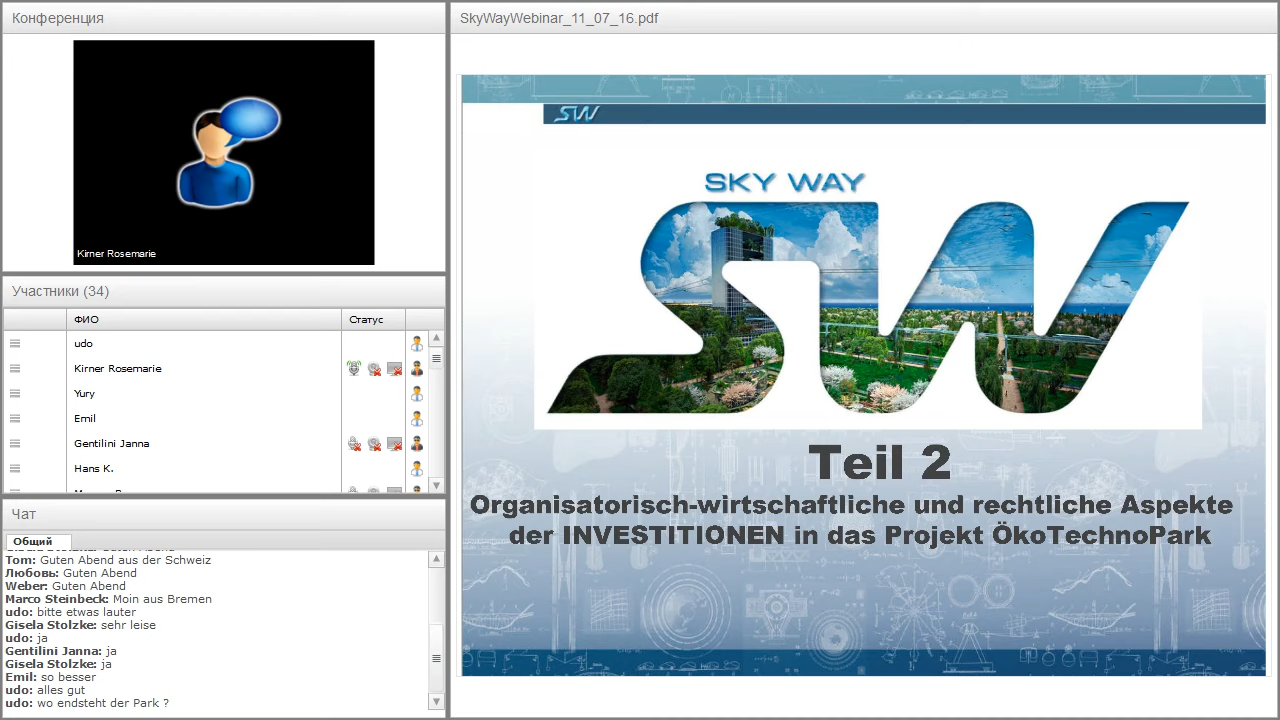 Конференция
Kirner Rosemarie
Участники (34)
ФИО
Статус
udo
Kirner Rosemarie
Yury
Emil
Gentilini Janna
Hans K.
Чат
Общий
Tom: Guten Abend aus der Schweiz
Любовь: Guten Abend
Weber: Guten Abend
Marco Steinbeck: Moin aus Bremen
udo: bitte etwas lauter
Gisela Stolzke: sehr leise
udo: ja
Gentilini Janna: ja
Gisela Stolzke: ja
Emil: so besser
udo: alles gut
udo: wo endsteht der Park ?
SkyWayWebinar_11_07_16.pdf
SW
SKY WAY
SW
Teil 2
Organisatorisch-wirtschaftliche und rechtliche Aspekte
der INVESTITIONEN in das Projekt ÖkoTechnoPark